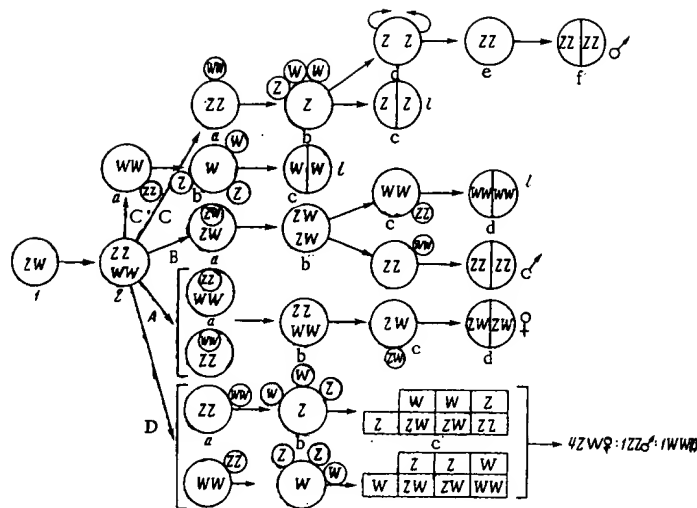 WW Z W W Z Z ZZ ZZ ZZ ♂
ZZ Z Z Z l
a b c d e f
WW W W W W l
ZZ Z Z
a b c
C' C
ZW ZW ZW WW WW WW l
ZW ZZ
a b c d
B
ZW ZZ WW ZZ WW ZZ ZZ ♂
1 2 c
A ZZ WW
a
ZZ WW ZW ZW ZW ♀
WW ZZ ZW
b c d
D
ZZ WW W W Z Z W W Z
a b Z ZW ZW ZZ
c
4ZW♀:1ZZ♂:1WW
WW ZZ Z Z W W Z Z W
W ZW ZW WW